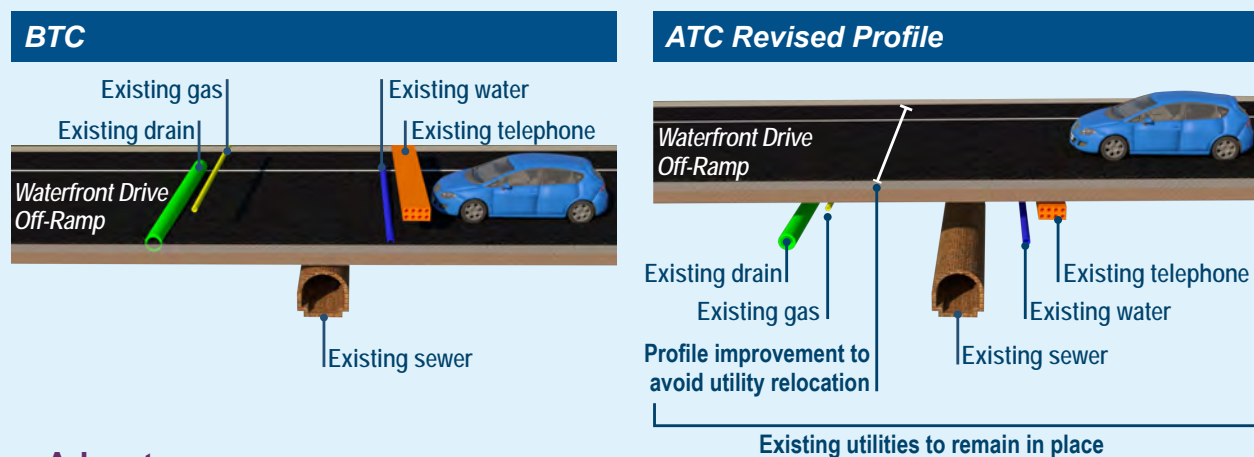 BTC
Existing gas
Existing water
Existing drain
Existing telephone
Waterfront Drive
Off-Ramp
Existing sewer
ATC Revised Profile
Waterfront Drive
Off-Ramp
Existing drain
Existing telephone
Existing gas
Existing water
Profile improvement to
avoid utility relocation
Existing sewer
Existing utilities to remain in place